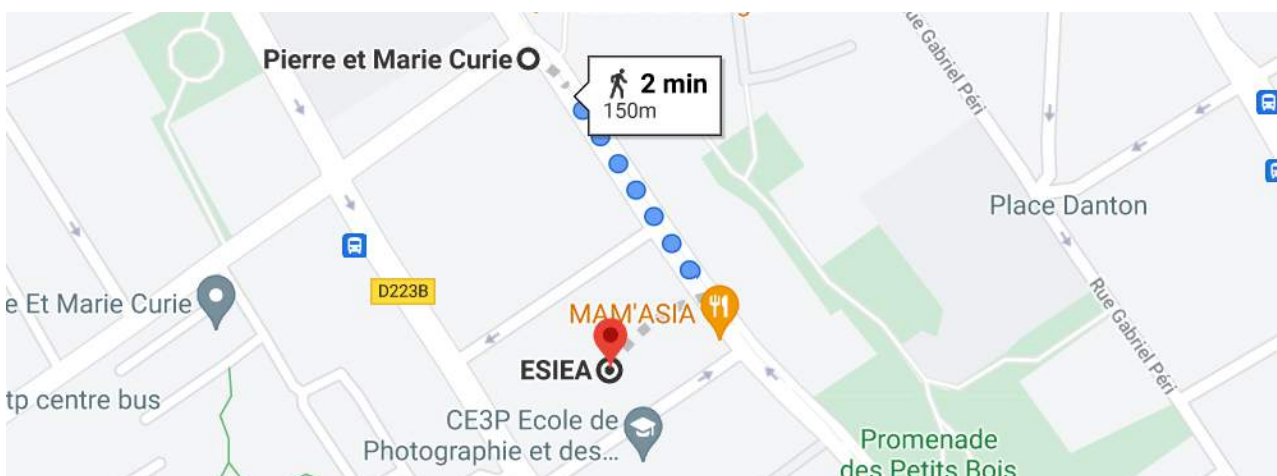 Pierre et Marie Curie
2 min
150m
Rue Gabriel Péri
Place Danton
D223B
e Et Marie Curie
MAM'ASIA
ESIEA
Rue Gabriel Péri
tp centre bus
CE3P Ecole de
Photographie et des...
Promenade
des Petits Bois